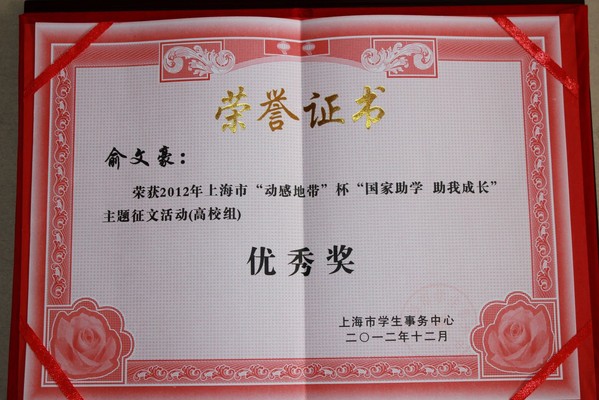 荣誉证书
俞文豪：
荣获2012年上海市“动感地带”杯“国家助学 助我成长”
主题征文活动(高校组)
优秀奖
上海市学生事务中心
二〇一二年十二月